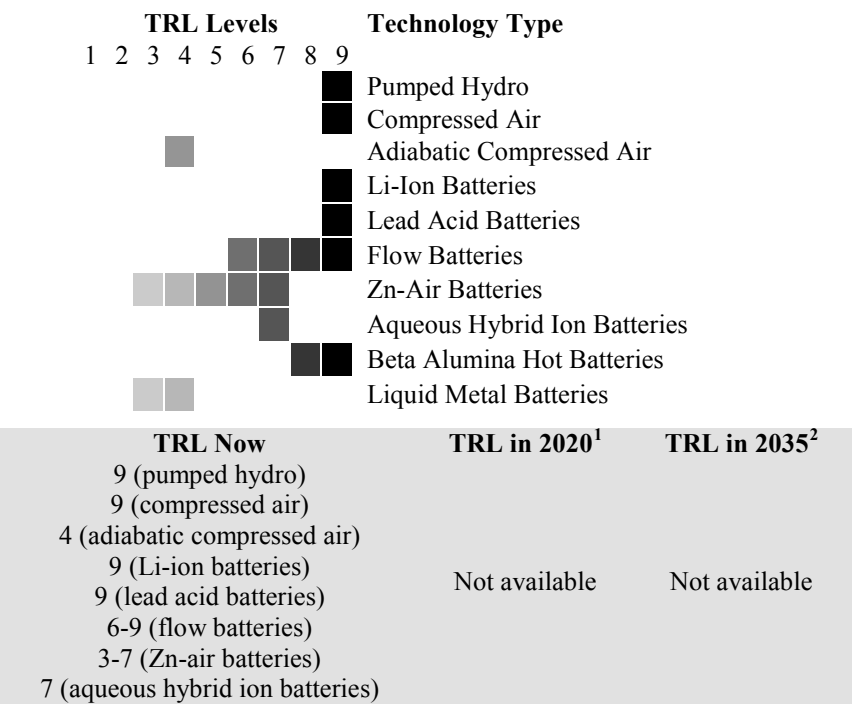 TRL Levels Technology Type
1 2 3 4 5 6 7 8 9
Pumped Hydro
Compressed Air
Adiabatic Compressed Air
Li-Ion Batteries
Lead Acid Batteries
Flow Batteries
Zn-Air Batteries
Aqueous Hybrid Ion Batteries
Beta Alumina Hot Batteries
Liquid Metal Batteries
TRL Now TRL in 2020¹ TRL in 2035²
9 (pumped hydro)
9 (compressed air)
4 (adiabatic compressed air)
9 (Li-ion batteries)
Not available Not available
9 (lead acid batteries)
6-9 (flow batteries)
3-7 (Zn-air batteries)
7 (aqueous hybrid ion batteries)